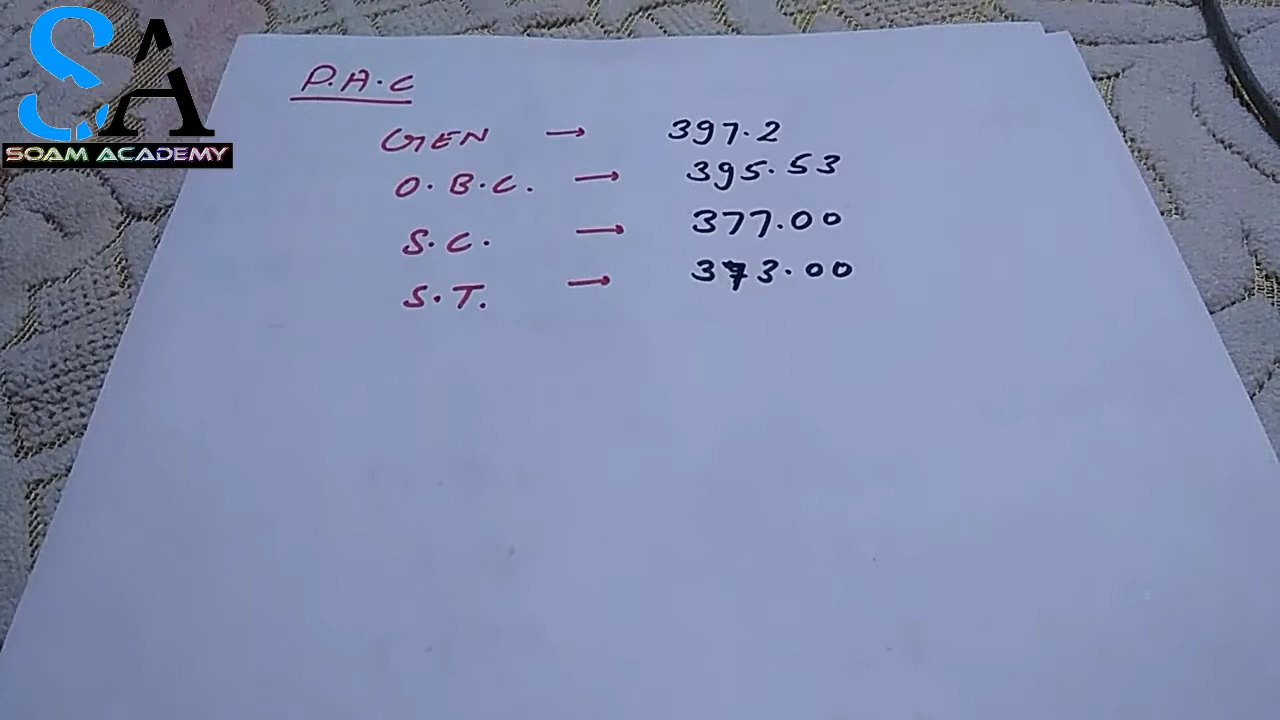 SA
SOAM ACADEMY
P.A.C
GEN → 397.2
O.B.C. → 395.53
S.C. → 377.00
S.T. → 373.00